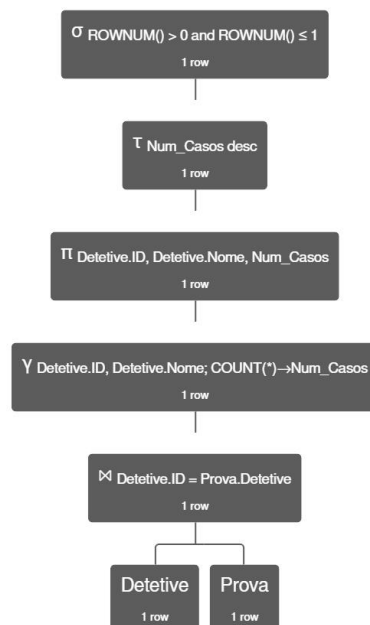 σ ROWNUM() > 0 and ROWNUM() ≤ 1
1 row
τ Num_Casos desc
1 row
π Detetive.ID, Detetive.Nome, Num_Casos
1 row
γ Detetive.ID, Detetive.Nome; COUNT(*)→Num_Casos
1 row
⋈ Detetive.ID = Prova.Detetive
1 row
Detetive
1 row
Prova
1 row